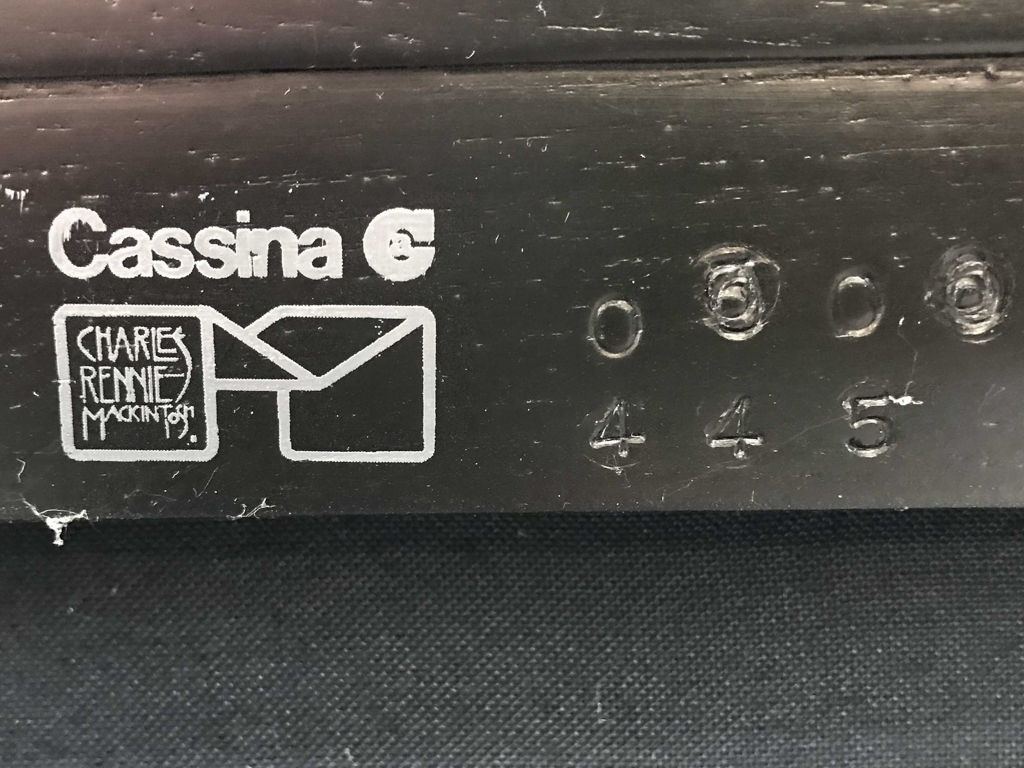 Cassina
CHARLES
RENNIE
MACKINTOSH.
0 6 0 6
4 4 5